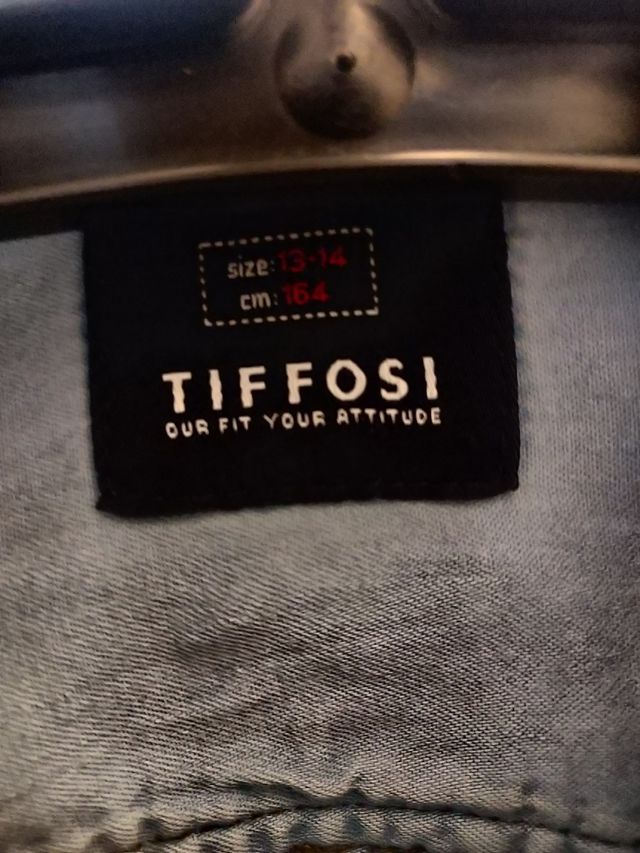 size: 13-14
cm: 164
TIFFOSI
OUR FIT YOUR ATTITUDE